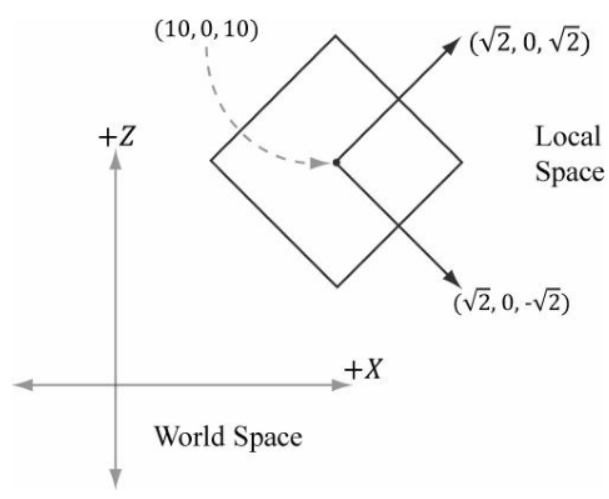 (10, 0, 10)
(√2, 0, √2)
+Z
Local
Space
(√2, 0, -√2)
+X
World Space